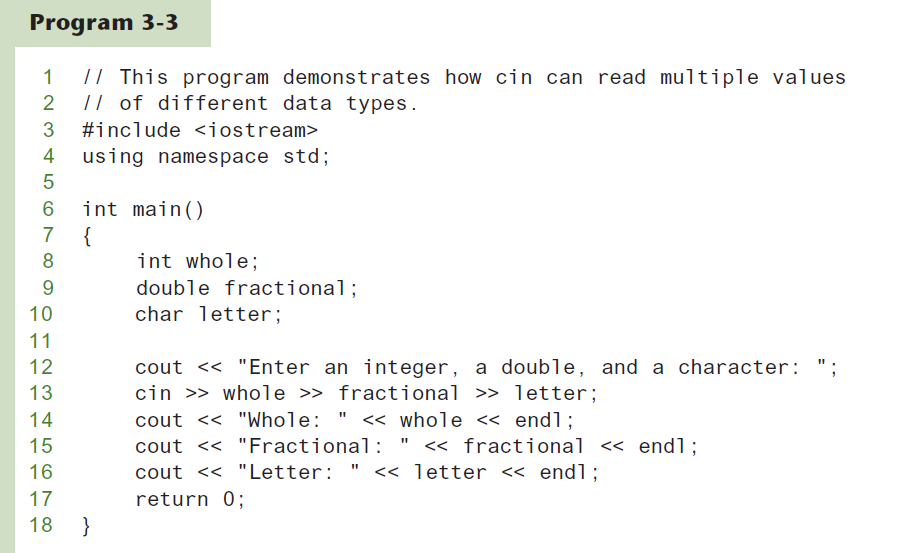 Program 3-3
1 // This program demonstrates how cin can read multiple values
2 // of different data types.
3 #include <iostream>
4 using namespace std;
5
6 int main()
7 {
8 int whole;
9 double fractional;
10 char letter;
11
12 cout << "Enter an integer, a double, and a character: ";
13 cin >> whole >> fractional >> letter;
14 cout << "Whole: " << whole << endl;
15 cout << "Fractional: " << fractional << endl;
16 cout << "Letter: " << letter << endl;
17 return 0;
18 }